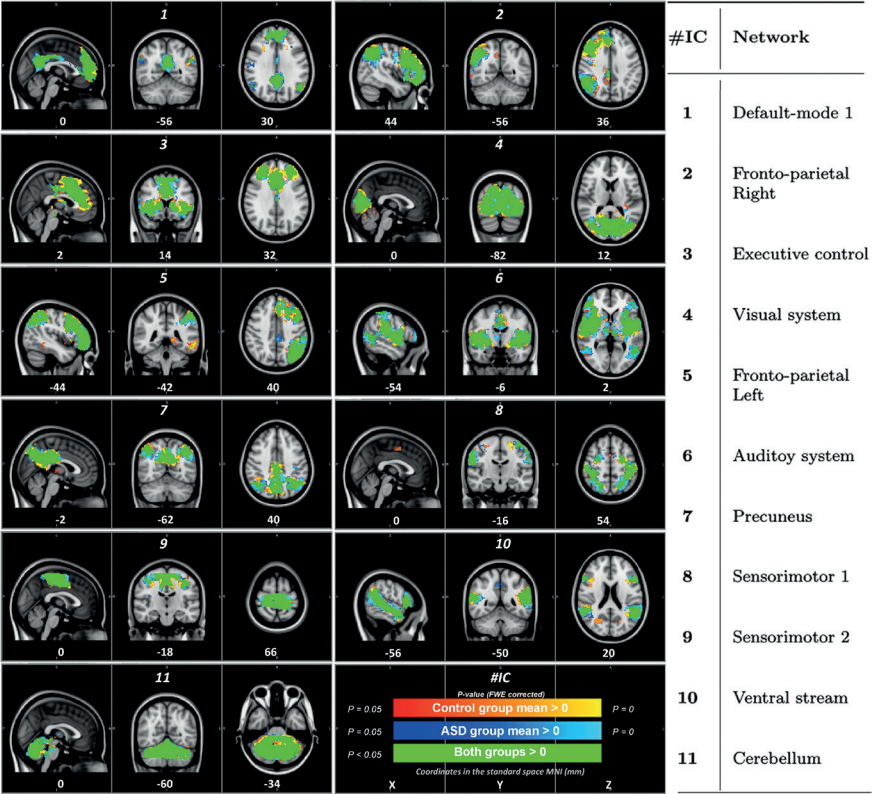 1
0
-56
30
2
44
-56
36
3
2
14
32
4
0
-82
12
5
-44
-42
40
6
-54
-6
2
7
-2
-62
40
8
0
-16
54
9
0
-18
66
10
-56
-50
20
11
0
-60
-34
#IC
P-value (FWE corrected)
P = 0.05 Control group mean > 0 P = 0
P = 0.05 ASD group mean > 0 P = 0
P < 0.05 Both groups > 0
Coordinates in the standard space MNI (mm)
X Y Z
#IC Network
1 Default-mode 1
2 Fronto-parietal
Right
3 Executive control
4 Visual system
5 Fronto-parietal
Left
6 Auditoy system
7 Precuneus
8 Sensorimotor 1
9 Sensorimotor 2
10 Ventral stream
11 Cerebellum